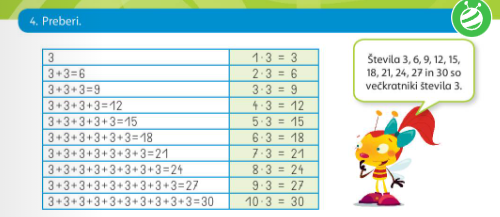 4. Preberi.
3 1·3 = 3
3+3=6 2·3 = 6
3+3+3=9 3·3 = 9
3+3+3+3=12 4·3 = 12
3+3+3+3+3=15 5·3 = 15
3+3+3+3+3+3=18 6·3 = 18
3+3+3+3+3+3+3=21 7·3 = 21
3+3+3+3+3+3+3+3=24 8·3 = 24
3+3+3+3+3+3+3+3+3=27 9·3 = 27
3+3+3+3+3+3+3+3+3+3=30 10·3 = 30
Števila 3, 6, 9, 12, 15,
18, 21, 24, 27 in 30 so
večkratniki števila 3.